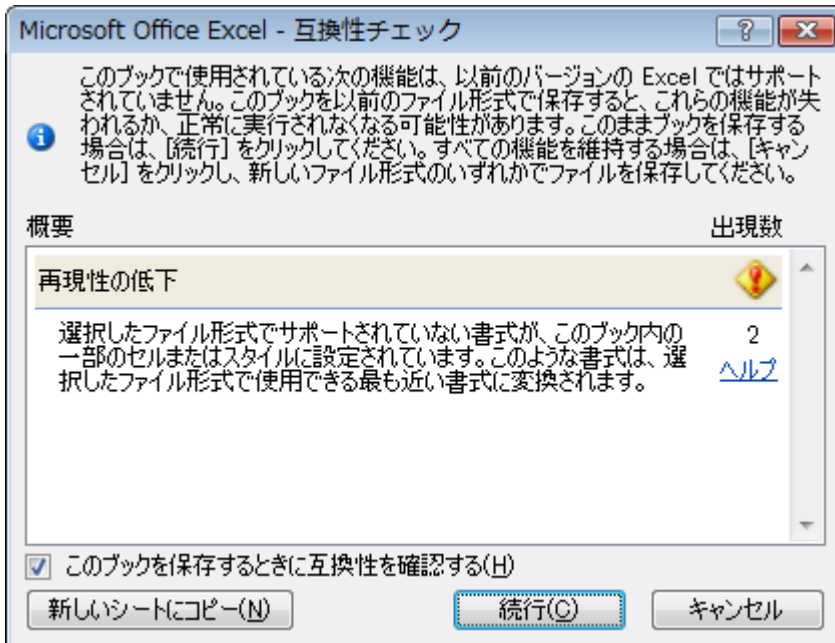 Microsoft Office Excel - 互換性チェック
このブックで使用されている次の機能は、以前のバージョンの Excel ではサポート
されていません。このブックを以前のファイル形式で保存すると、これらの機能が失
われるか、正常に実行されなくなる可能性があります。このままブックを保存する
場合は、[続行] をクリックしてください。すべての機能を維持する場合は、[キャン
セル] をクリックし、新しいファイル形式のいずれかでファイルを保存してください。
概要 出現数
再現性の低下
選択したファイル形式でサポートされていない書式が、このブック内の 2
一部のセルまたはスタイルに設定されています。このような書式は、選 ヘルプ
択したファイル形式で使用できる最も近い書式に変換されます。
このブックを保存するときに互換性を確認する(H)
新しいシートにコピー(N) 続行(C) キャンセル